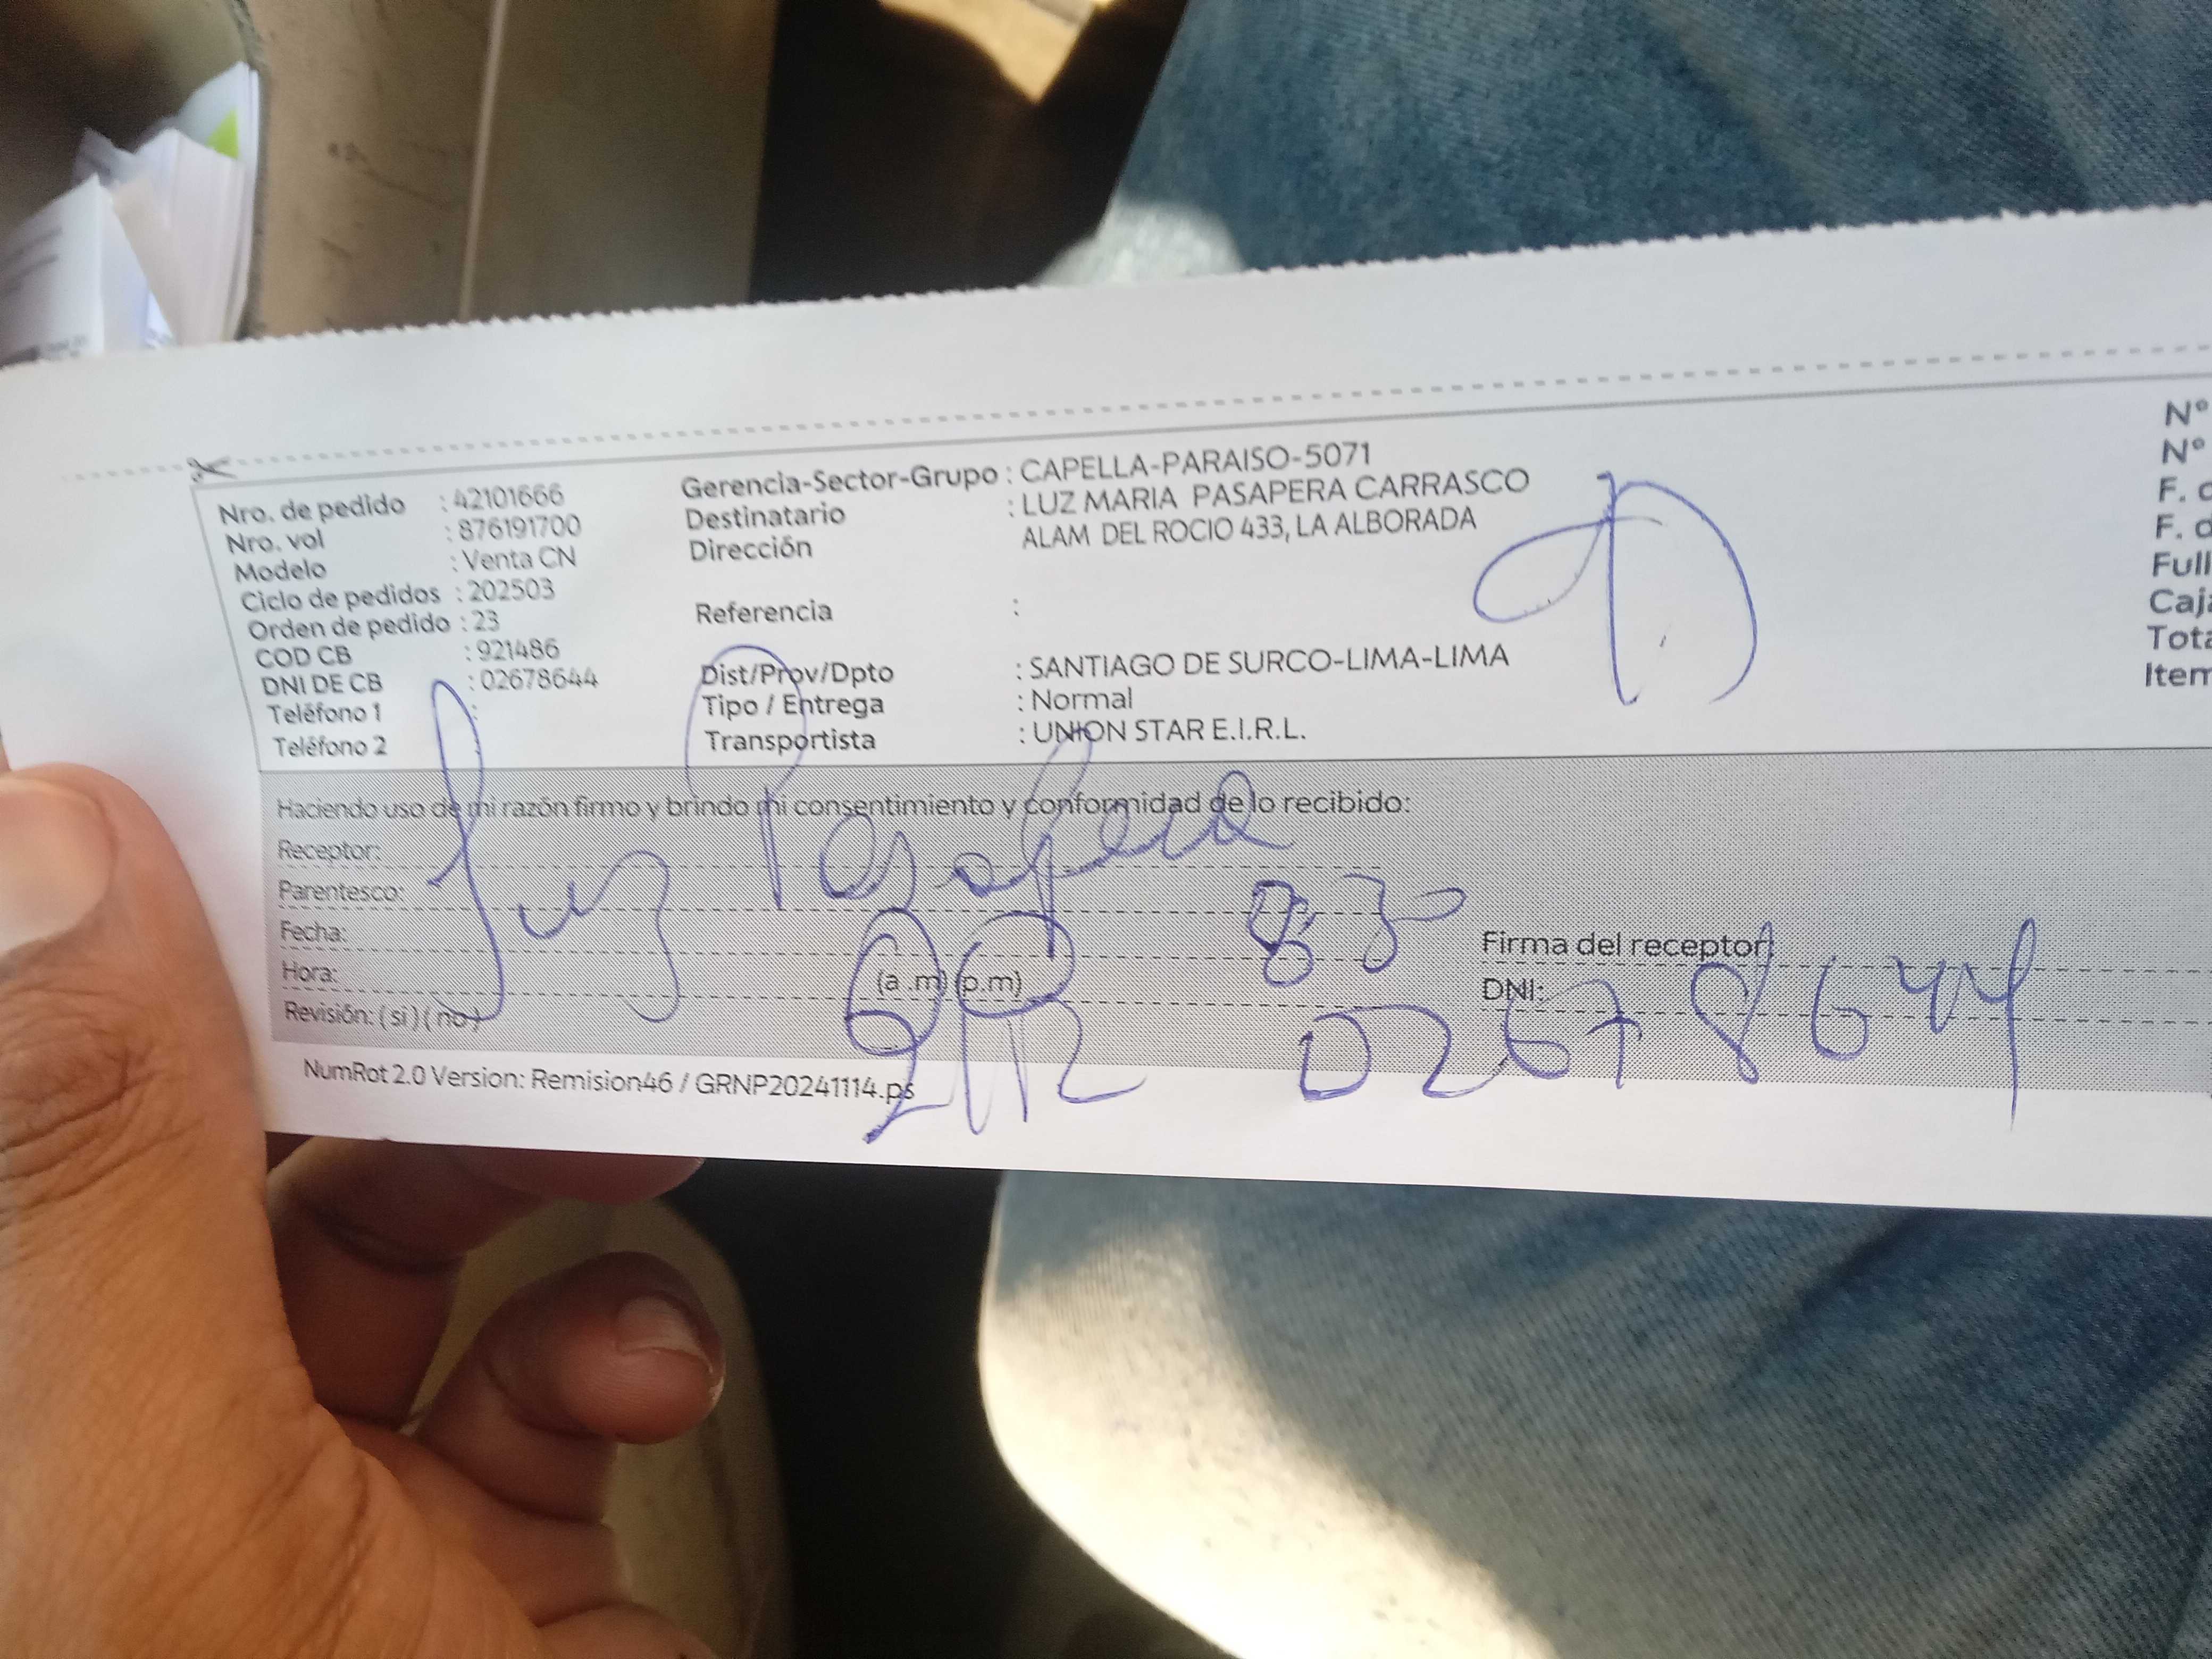 Nro. de pedido : 42101666
Nro. vol : 876191700
Modelo : Venta CN
Ciclo de pedidos : 202503
Orden de pedido : 23
COD CB : 921486
DNI DE CB : 02678644
Teléfono 1 :
Teléfono 2
Gerencia-Sector-Grupo : CAPELLA-PARAISO-5071
Destinatario : LUZ MARIA PASAPERA CARRASCO
Dirección ALAM DEL ROCIO 433, LA ALBORADA
Referencia :
Dist/Prov/Dpto : SANTIAGO DE SURCO-LIMA-LIMA
Tipo / Entrega : Normal
Transportista : UNION STAR E.I.R.L.
N°
N°
F. d
F. d
Full
Caja
Tota
Item
Haciendo uso de mi razón firmo y brindo mi consentimiento y conformidad de lo recibido:
Receptor: Luz Pasapera
Parentesco:
Fecha:
Hora: (a .m) (p.m)
Revisión: ( si ) ( no )
Firma del receptor:
DNI: 02678644
NumRot 2.0 Version: Remision46 / GRNP20241114.ps